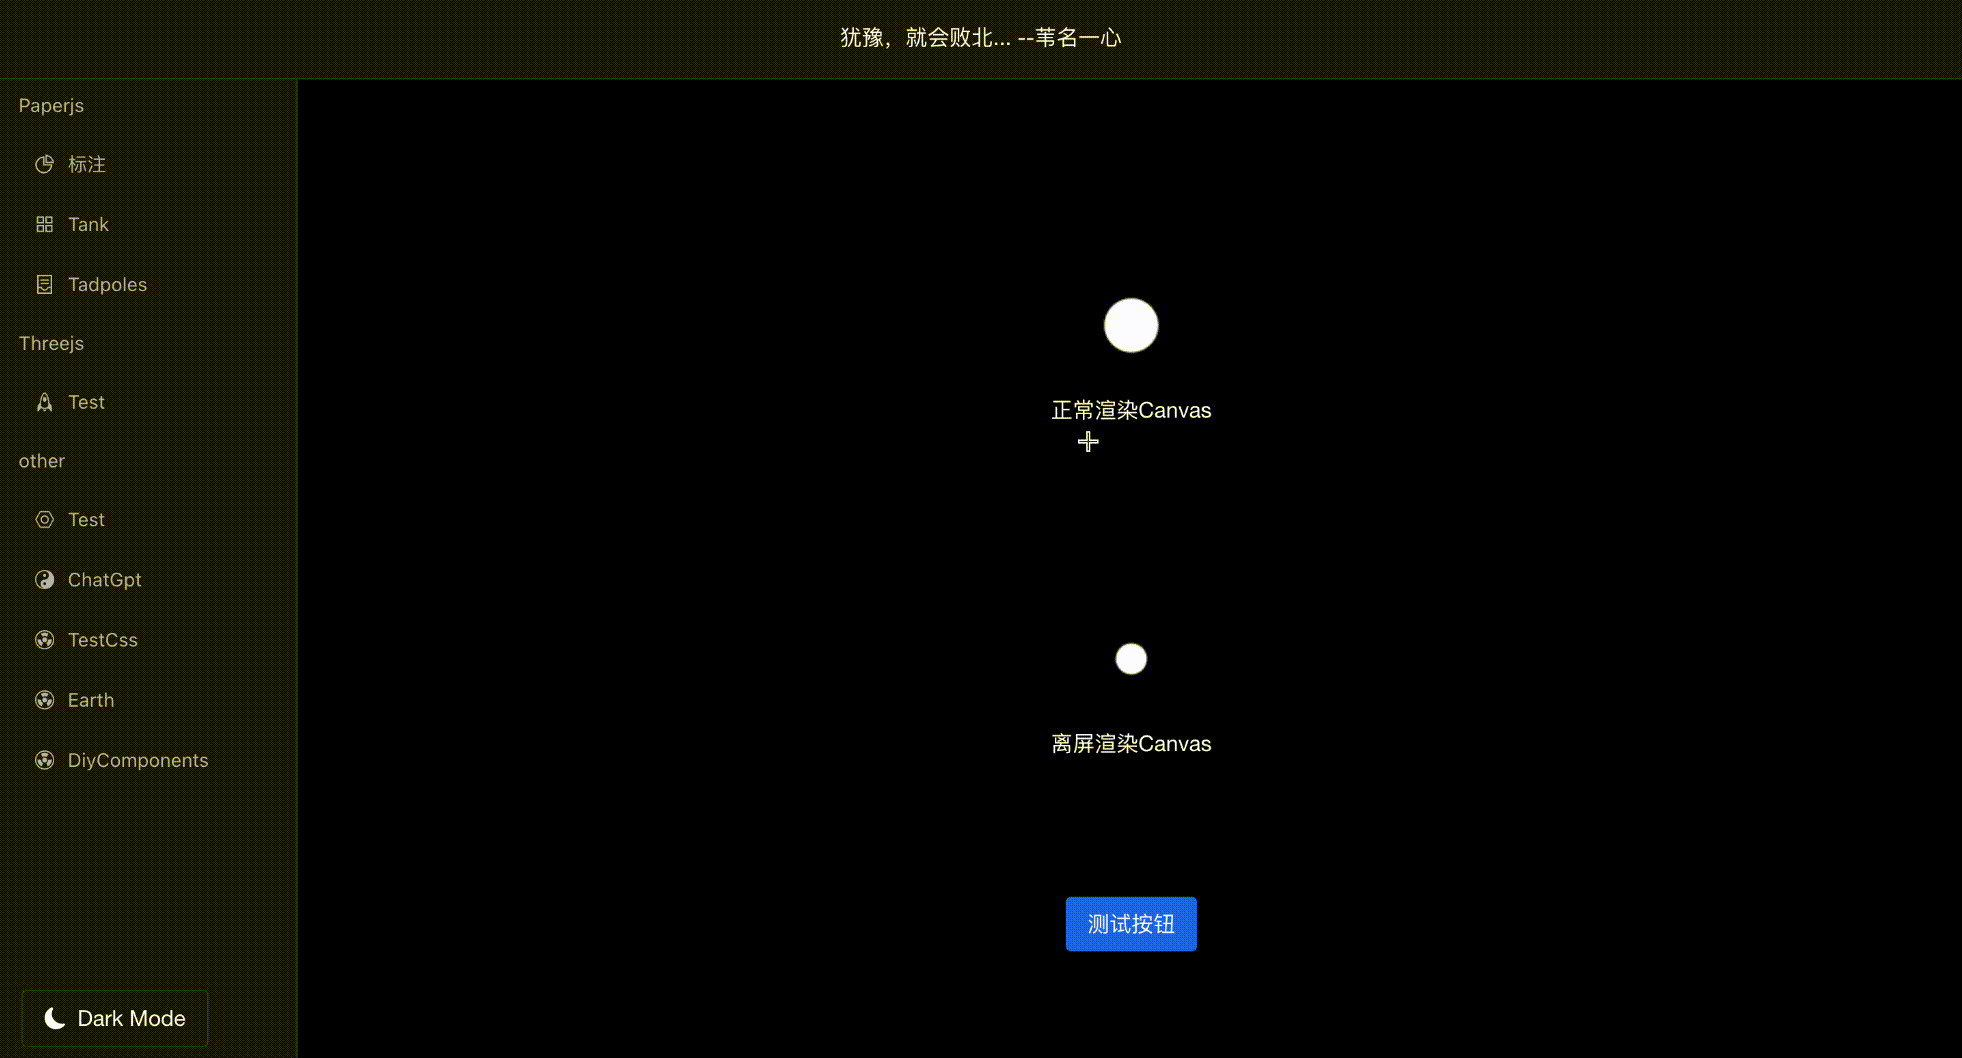 犹豫，就会败北... --苇名一心
Paperjs
标注
Tank
Tadpoles
Threejs
Test
other
Test
ChatGpt
TestCss
Earth
DiyComponents
Dark Mode
正常渲染Canvas
离屏渲染Canvas
测试按钮